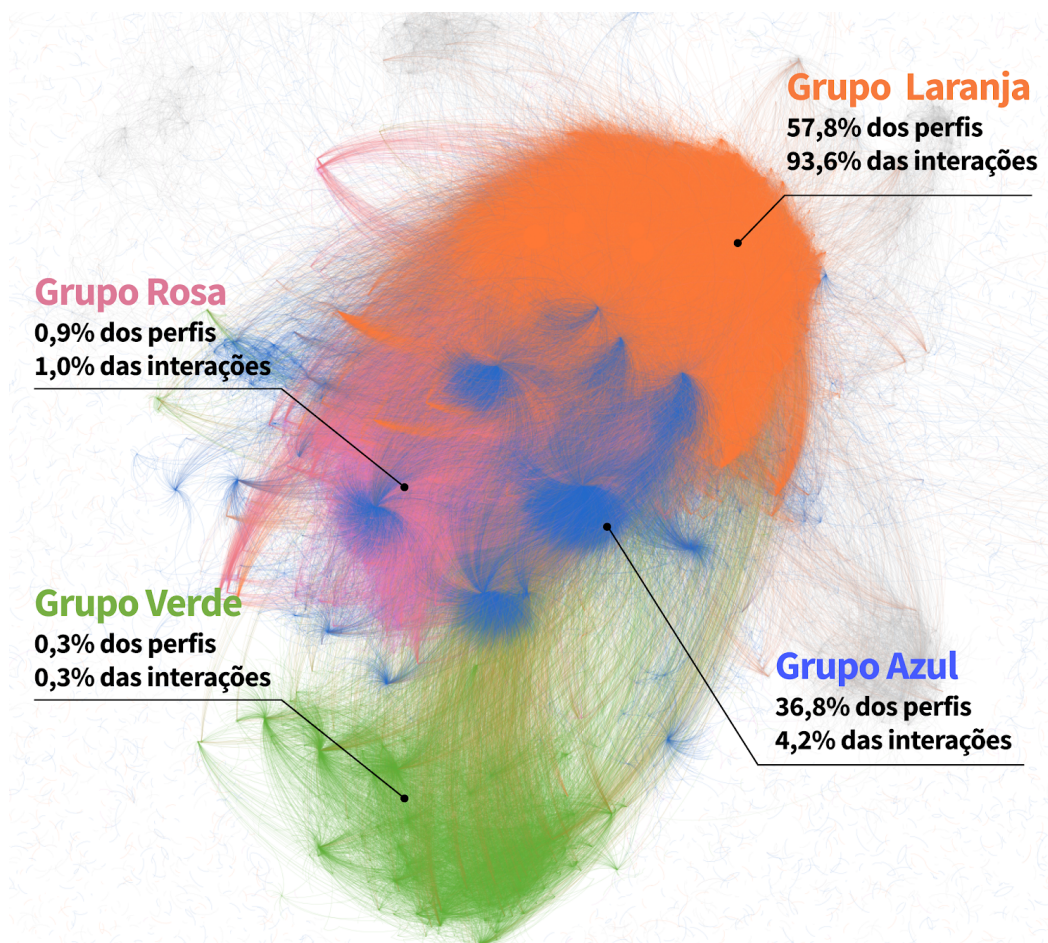 Grupo Laranja
57,8% dos perfis
93,6% das interações
Grupo Rosa
0,9% dos perfis
1,0% das interações
Grupo Verde
0,3% dos perfis
0,3% das interações
Grupo Azul
36,8% dos perfis
4,2% das interações